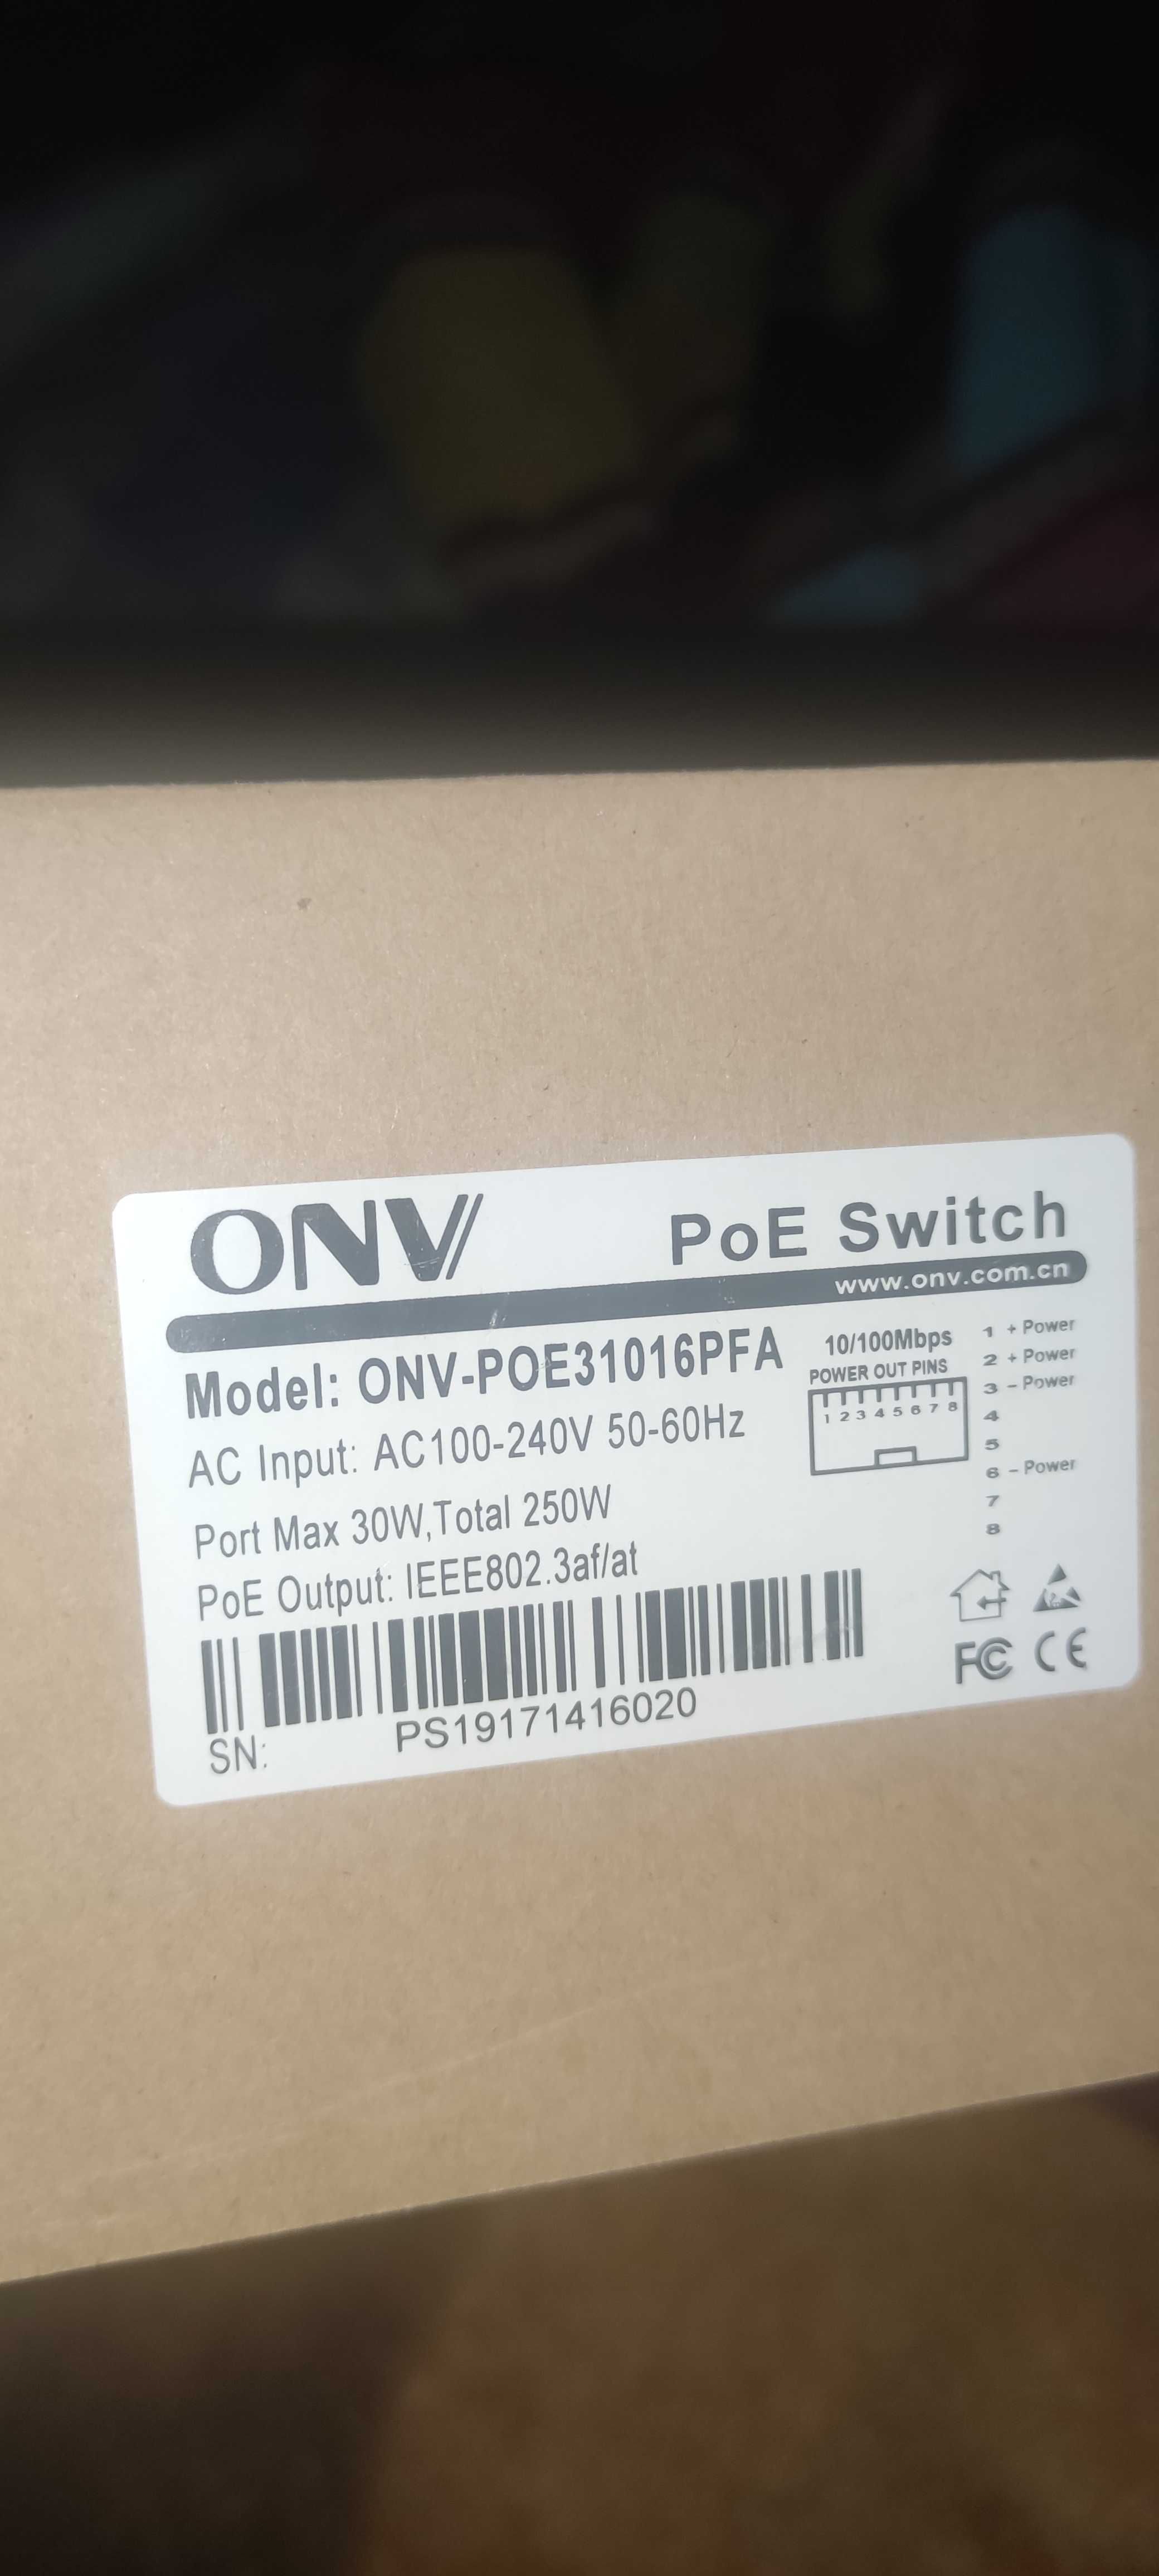 ONV
PoE Switch
www.onv.com.cn
Model: ONV-POE31016PFA
AC Input: AC100-240V 50-60Hz
Port Max 30W,Total 250W
PoE Output: IEEE802.3af/at
SN: PS19171416020
10/100Mbps
POWER OUT PINS
1 2 3 4 5 6 7 8
1 + Power
2 + Power
3 - Power
4
5
6 - Power
7
8
FC CE